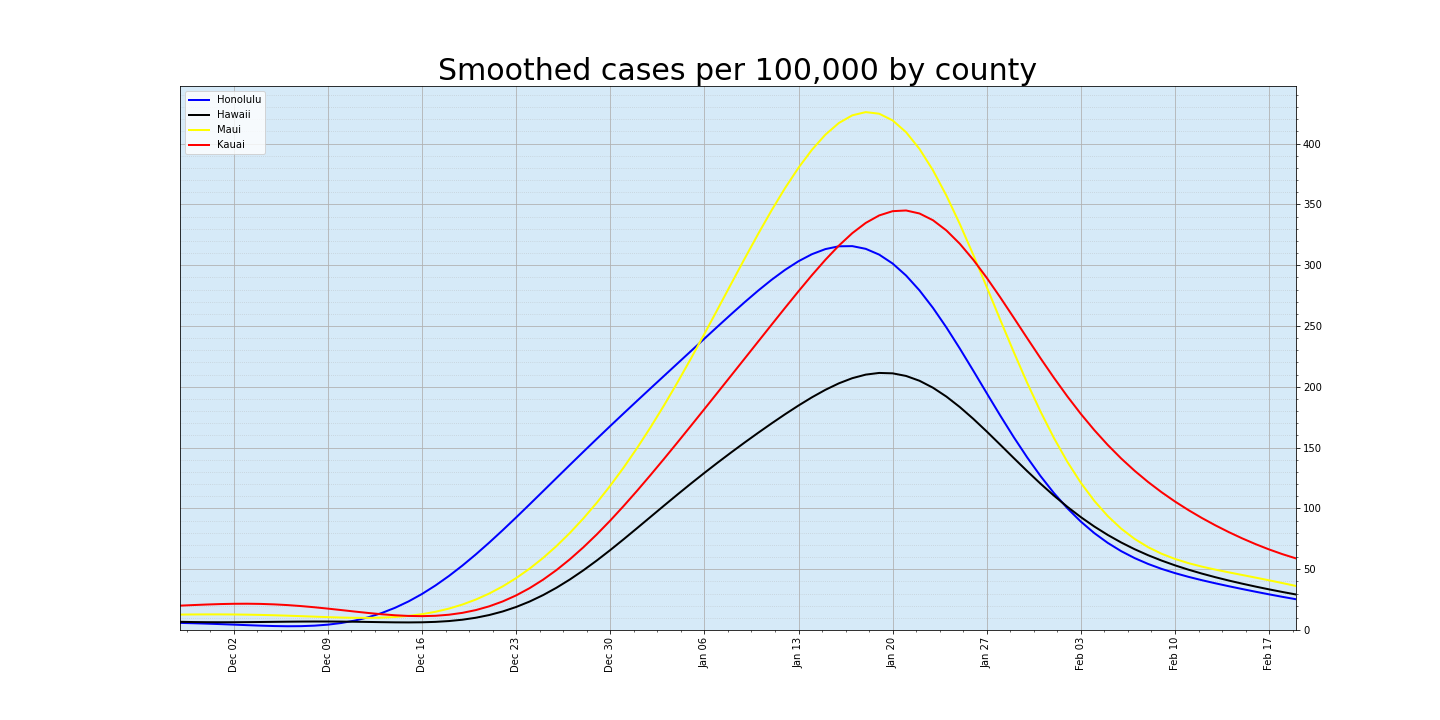 Smoothed cases per 100,000 by county
Honolulu
Hawaii
Maui
Kauai
400
350
300
250
200
150
100
50
0
Dec 02
Dec 09
Dec 16
Dec 23
Dec 30
Jan 06
Jan 13
Jan 20
Jan 27
Feb 03
Feb 10
Feb 17